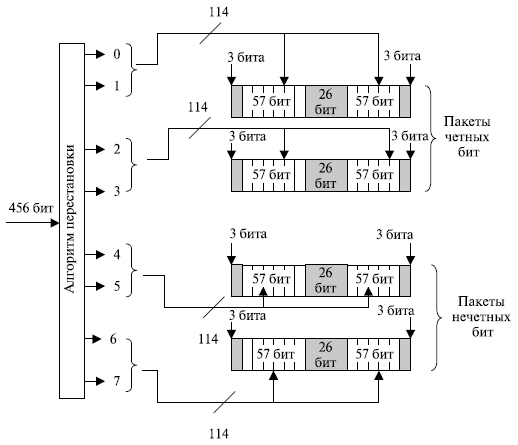 114
0
3 бита
3 бита
1
57 бит
26
бит
57 бит
114
Пакеты
четных
бит
3 бита
3 бита
2
57 бит
26
бит
57 бит
3
Алгоритм перестановки
456 бит
3 бита
3 бита
4
57 бит
26
бит
57 бит
5
Пакеты
нечетных
бит
3 бита
3 бита
6
114
57 бит
26
бит
57 бит
7
114